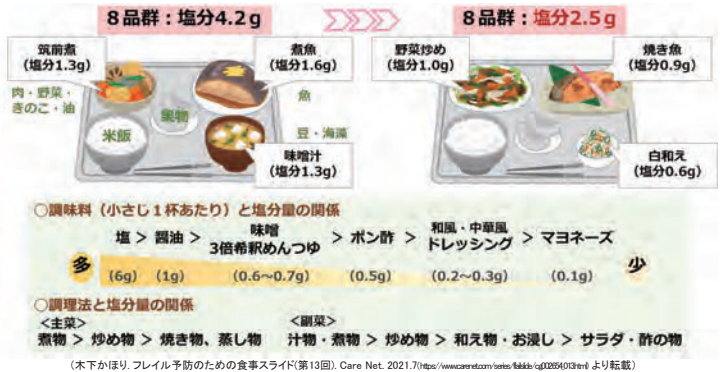 8品群：塩分4.2g
8品群：塩分2.5g
筑前煮
（塩分1.3g）
煮魚
（塩分1.6g）
野菜炒め
（塩分1.0g）
焼き魚
（塩分0.9g）
肉・野菜・
きのこ・油
果物
魚
米飯
豆・海藻
味噌汁
（塩分1.3g）
白和え
（塩分0.6g）
○調味料（小さじ１杯あたり）と塩分量の関係
多 塩 > 醤油 > 味噌 3倍希釈めんつゆ > ポン酢 > 和風・中華風 ドレッシング > マヨネーズ 少
(6g) (1g) (0.6～0.7g) (0.5g) (0.2～0.3g) (0.1g)
○調理法と塩分量の関係
<主菜> <副菜>
煮物 > 炒め物 > 焼き物、蒸し物 汁物・煮物 > 炒め物 > 和え物・お浸し > サラダ・酢の物
(木下かほり. フレイル予防のための食事スライド(第13回). Care Net. 2021.7 より転載)